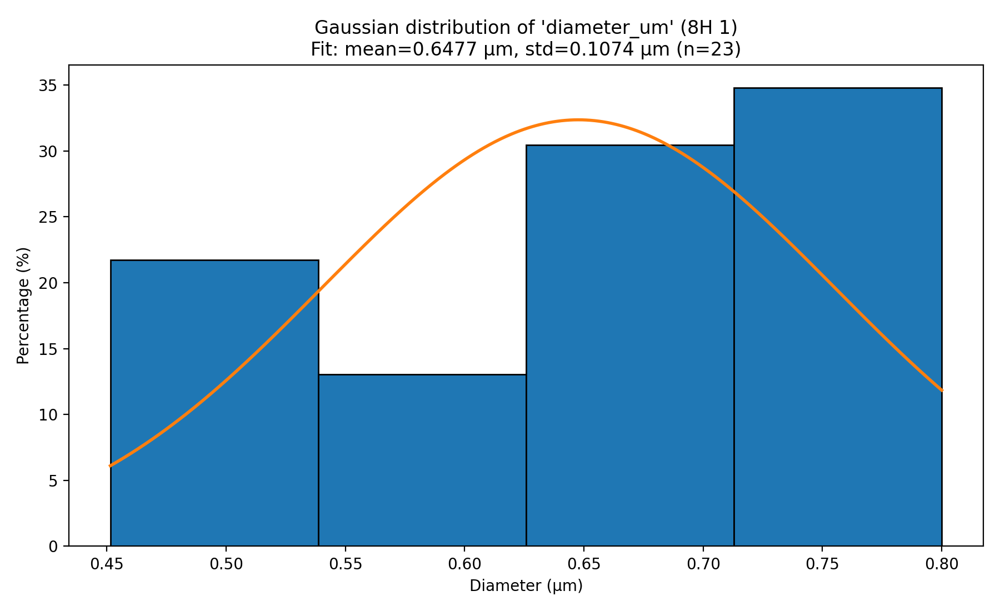 Gaussian distribution of 'diameter_um' (8H 1)
Fit: mean=0.6477 µm, std=0.1074 µm (n=23)
Percentage (%)
35
30
25
20
15
10
5
0
0.45 0.50 0.55 0.60 0.65 0.70 0.75 0.80
Diameter (µm)